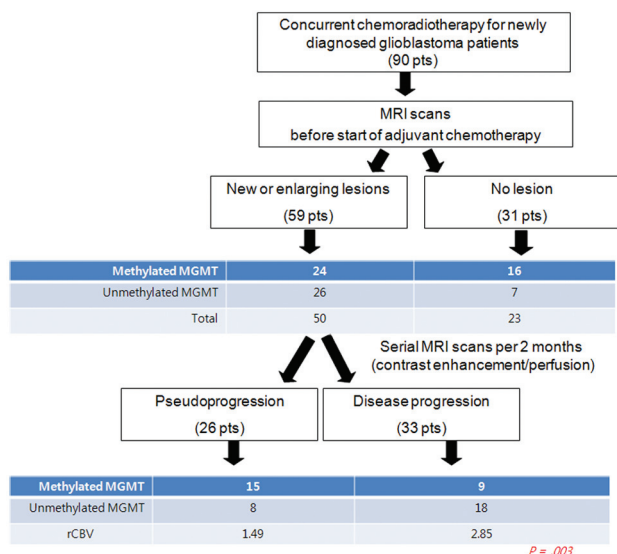 Concurrent chemoradiotherapy for newly
diagnosed glioblastoma patients
(90 pts)
MRI scans
before start of adjuvant chemotherapy
New or enlarging lesions
(59 pts)
No lesion
(31 pts)
Methylated MGMT 24 16
Unmethylated MGMT 26 7
Total 50 23
Serial MRI scans per 2 months
(contrast enhancement/perfusion)
Pseudoprogression
(26 pts)
Disease progression
(33 pts)
Methylated MGMT 15 9
Unmethylated MGMT 8 18
rCBV 1.49 2.85
P = .003